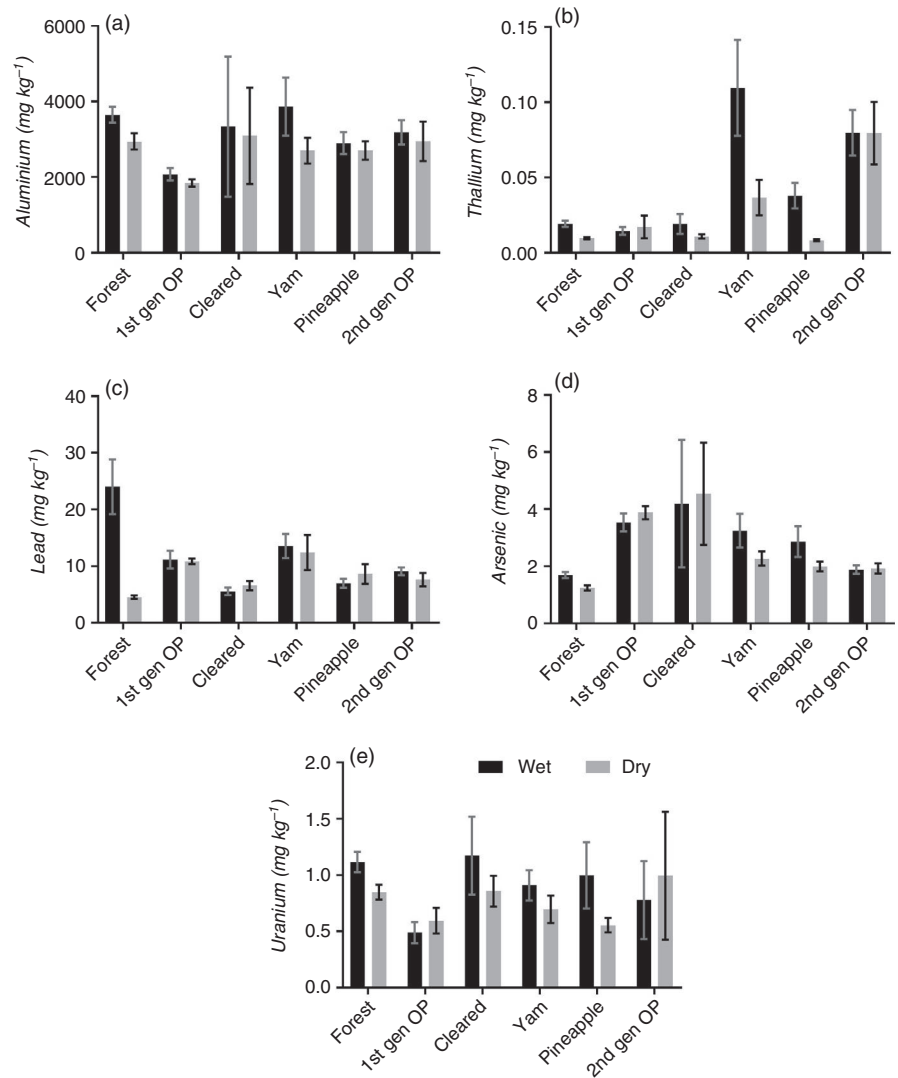 (a)
Aluminium (mg kg⁻¹)
6000
4000
2000
0
Forest
1st gen OP
Cleared
Yam
Pineapple
2nd gen OP
(b)
Thallium (mg kg⁻¹)
0.15
0.10
0.05
0.00
Forest
1st gen OP
Cleared
Yam
Pineapple
2nd gen OP
(c)
Lead (mg kg⁻¹)
40
30
20
10
0
Forest
1st gen OP
Cleared
Yam
Pineapple
2nd gen OP
(d)
Arsenic (mg kg⁻¹)
8
6
4
2
0
Forest
1st gen OP
Cleared
Yam
Pineapple
2nd gen OP
(e)
Wet
Dry
Uranium (mg kg⁻¹)
2.0
1.5
1.0
0.5
0.0
Forest
1st gen OP
Cleared
Yam
Pineapple
2nd gen OP